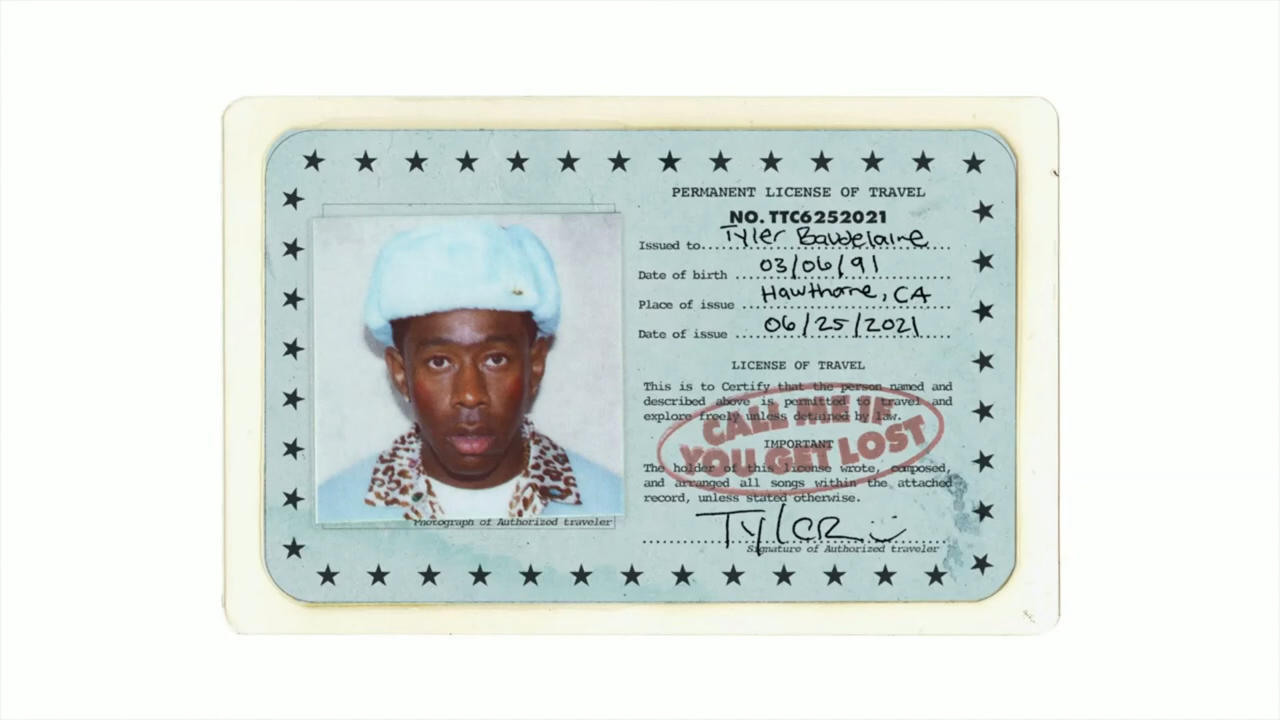 PERMANENT LICENSE OF TRAVEL
NO. TTC6252021
Issued to Tyler Baudelaire
Date of birth 03/06/91
Place of issue Hawthorne, CA
Date of issue 06/25/2021
LICENSE OF TRAVEL
This is to Certify that the person named and
described above is permitted to travel and
explore freely unless detained by law.
CALL ME IF
YOU GET LOST
IMPORTANT
The holder of this license wrote, composed,
and arranged all songs within the attached
record, unless stated otherwise.
TYLER
Signature of Authorized traveler
Photograph of Authorized traveler